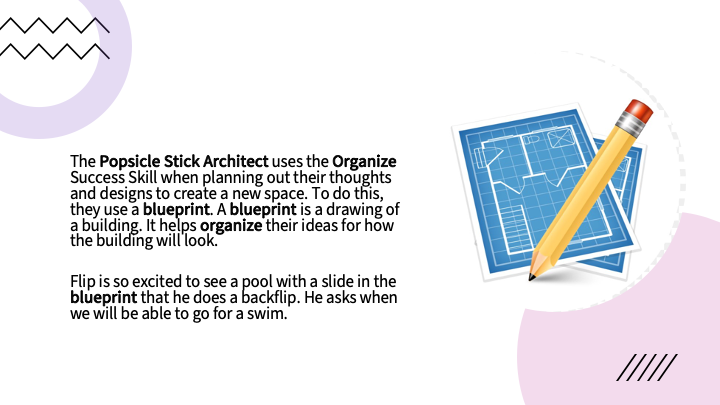 The Popsicle Stick Architect uses the Organize
Success Skill when planning out their thoughts
and designs to create a new space. To do this,
they use a blueprint. A blueprint is a drawing of
a building. It helps organize their ideas for how
the building will look.
Flip is so excited to see a pool with a slide in the
blueprint that he does a backflip. He asks when
we will be able to go for a swim.